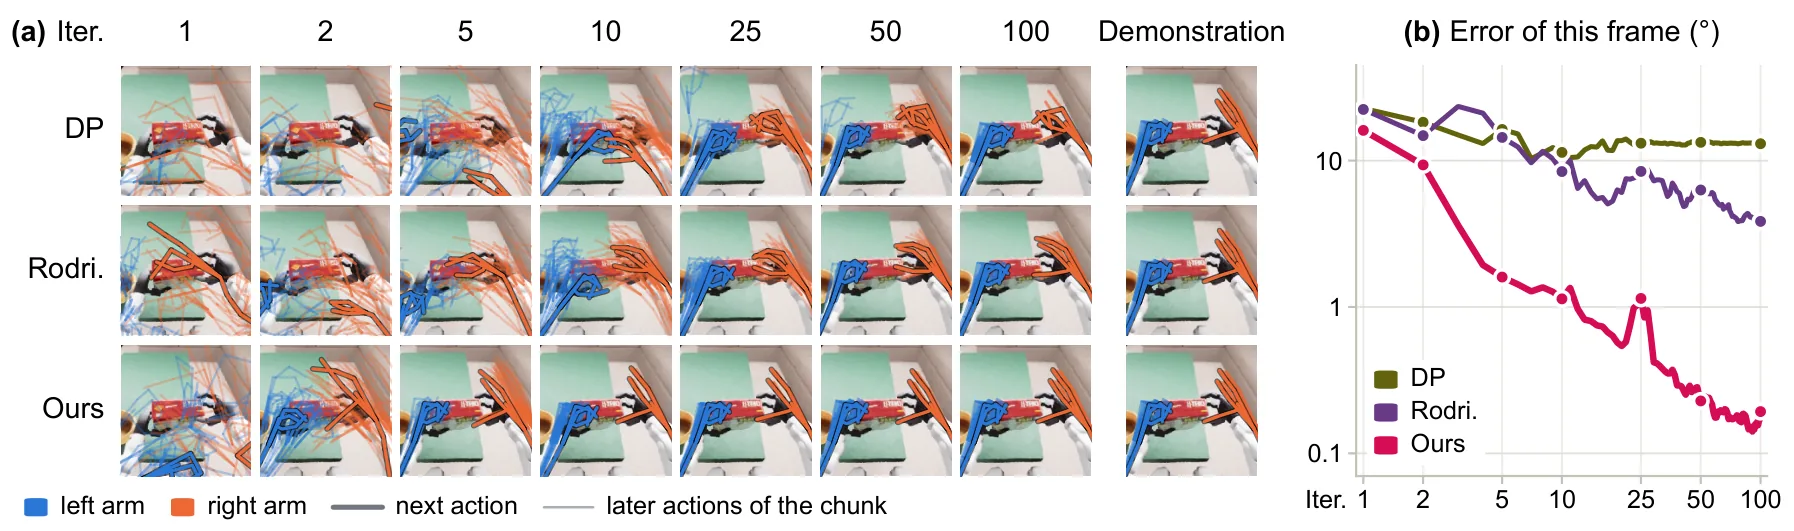 (a) Iter. 1 2 5 10 25 50 100 Demonstration
(b) Error of this frame (°)
DP
Rodri.
Ours
left arm right arm next action later actions of the chunk
10
1
0.1
DP
Rodri.
Ours
Iter. 1 2 5 10 25 50 100